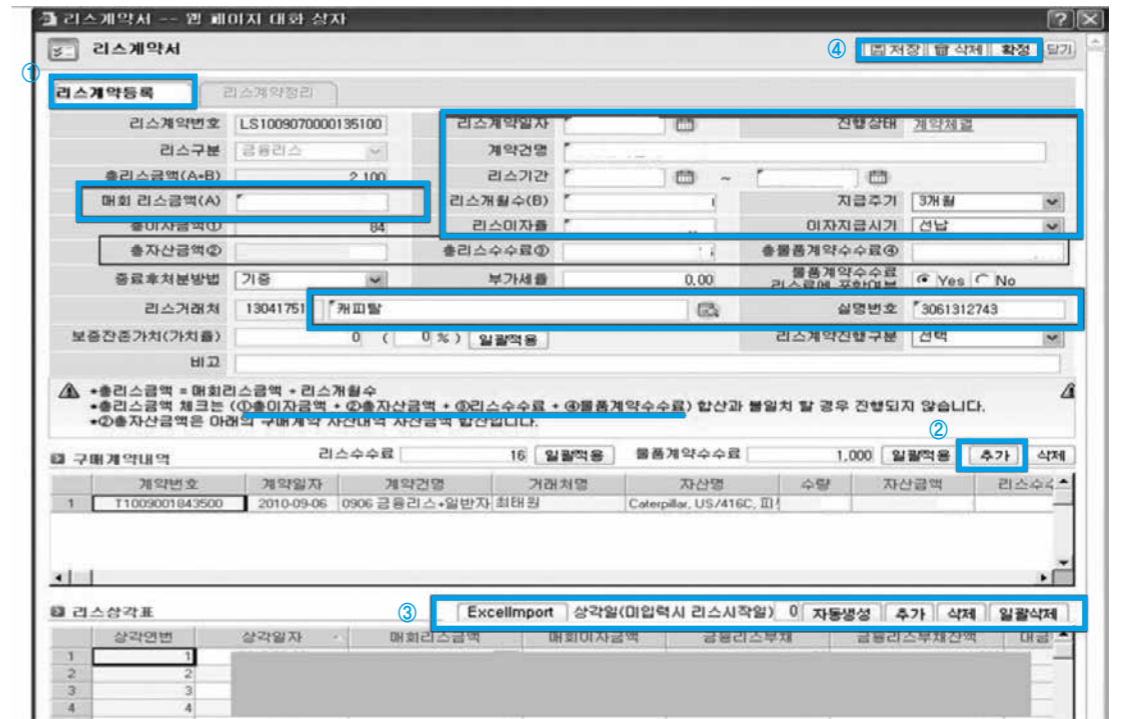 리스계약서 -- 웹 페이지 대화 상자
리스계약서 ④ 저장 삭제 확정 닫기
①
리스계약등록 리스계약정리
리스계약번호 LS1009070000135100 리스계약일자 진행상태 계약체결
리스구분 금융리스 계약건명
총리스금액(A*B) 2,100 리스기간 ~
매회 리스금액(A) 리스개월수(B) 지급주기 3개월
총이자금액① 84 리스이자율 이자지급시기 선납
총자산금액② 총리스수수료③ 총물품계약수수료④
종료후처분방법 기증 부가세율 0.00 물품계약수수료 리스료에 포함여부 Yes No
리스거래처 13041751 캐피탈 실명번호 3061312743
보증잔존가치(가치율) 0 ( 0 % ) 일괄적용 리스계약진행구분 선택
비고
*총리스금액 = 매회리스금액 * 리스개월수
*총리스금액 체크는 (①총이자금액 + ②총자산금액 + ③리스수수료 + ④물품계약수수료) 합산과 불일치 할 경우 진행되지 않습니다.
*②총자산금액은 아래의 구매계약 자산내역 자산금액 합산입니다.
②
구매계약내역 리스수수료 16 일괄적용 물품계약수수료 1,000 일괄적용 추가 삭제
계약번호 계약일자 계약건명 거래처명 자산명 수량 자산금액 리스수수
1 T1009001843500 2010-09-06 0906 금융리스+일반자 최태원 Caterpillar, US/416C,
리스상각표 ③ ExcelImport 상각일(미입력시 리스시작일) 0 자동생성 추가 삭제 일괄삭제
상각연번 상각일자 매회리스금액 매회이자금액 금융리스부채 금융리스부채잔액 대금
1 1
2 2
3 3
4 4